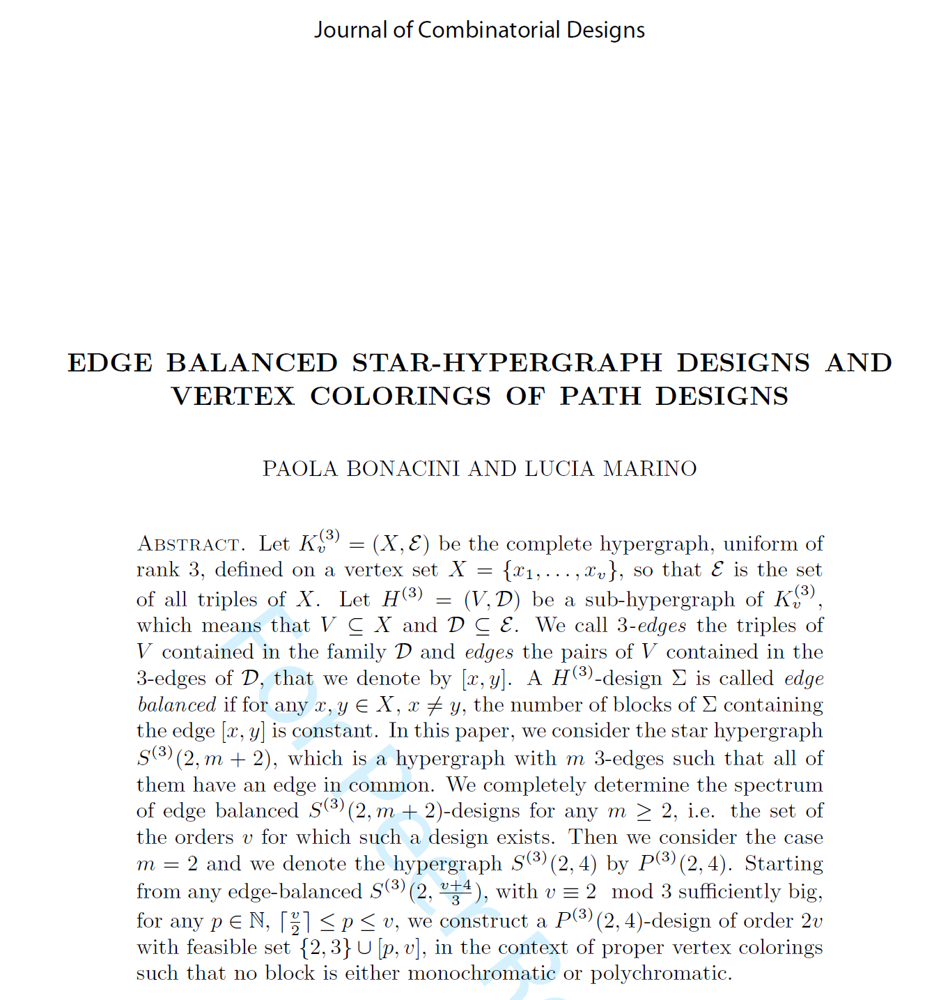 Journal of Combinatorial Designs
EDGE BALANCED STAR-HYPERGRAPH DESIGNS AND
VERTEX COLORINGS OF PATH DESIGNS
PAOLA BONACINI AND LUCIA MARINO
ABSTRACT. Let $K_v^{(3)} = (X, \mathcal{E})$ be the complete hypergraph, uniform of
rank 3, defined on a vertex set $X = \{x_1, \ldots, x_v\}$, so that $\mathcal{E}$ is the set
of all triples of $X$. Let $H^{(3)} = (V, \mathcal{D})$ be a sub-hypergraph of $K_v^{(3)}$,
which means that $V \subseteq X$ and $\mathcal{D} \subseteq \mathcal{E}$. We call 3-edges the triples of
$V$ contained in the family $\mathcal{D}$ and edges the pairs of $V$ contained in the
3-edges of $\mathcal{D}$, that we denote by $[x, y]$. A $H^{(3)}$-design $\Sigma$ is called edge
balanced if for any $x, y \in X$, $x \neq y$, the number of blocks of $\Sigma$ containing
the edge $[x, y]$ is constant. In this paper, we consider the star hypergraph
$S^{(3)}(2, m + 2)$, which is a hypergraph with $m$ 3-edges such that all of
them have an edge in common. We completely determine the spectrum
of edge balanced $S^{(3)}(2, m + 2)$-designs for any $m \geq 2$, i.e. the set of
the orders $v$ for which such a design exists. Then we consider the case
$m = 2$ and we denote the hypergraph $S^{(3)}(2, 4)$ by $P^{(3)}(2, 4)$. Starting
from any edge-balanced $S^{(3)}(2, \frac{v+4}{3})$, with $v \equiv 2 \mod 3$ sufficiently big,
for any $p \in \mathbb{N}$, $\lceil \frac{v}{2} \rceil \leq p \leq v$, we construct a $P^{(3)}(2, 4)$-design of order $2v$
with feasible set $\{2, 3\} \cup [p, v]$, in the context of proper vertex colorings
such that no block is either monochromatic or polychromatic.
For Peer